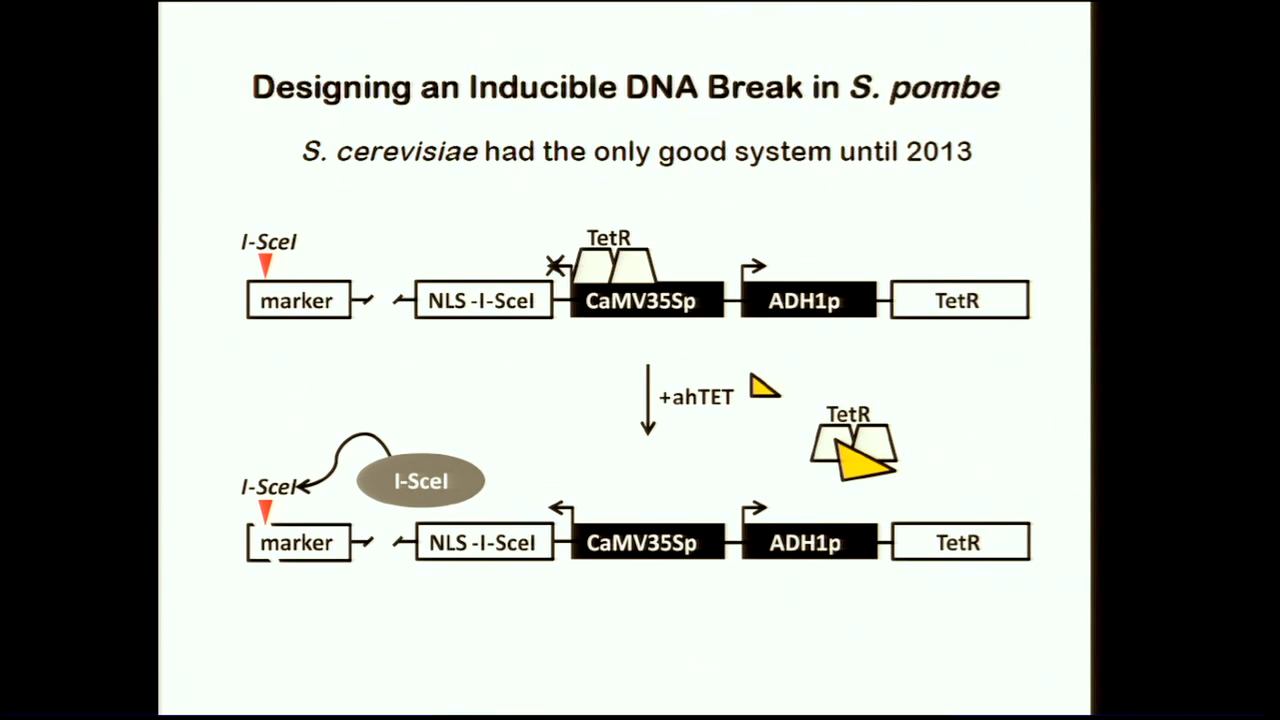 Designing an Inducible DNA Break in S. pombe
S. cerevisiae had the only good system until 2013
I-SceI
TetR
marker
NLS -I-SceI
CaMV35Sp
ADH1p
TetR
+ahTET
TetR
I-SceI
I-SceI
marker
NLS -I-SceI
CaMV35Sp
ADH1p
TetR